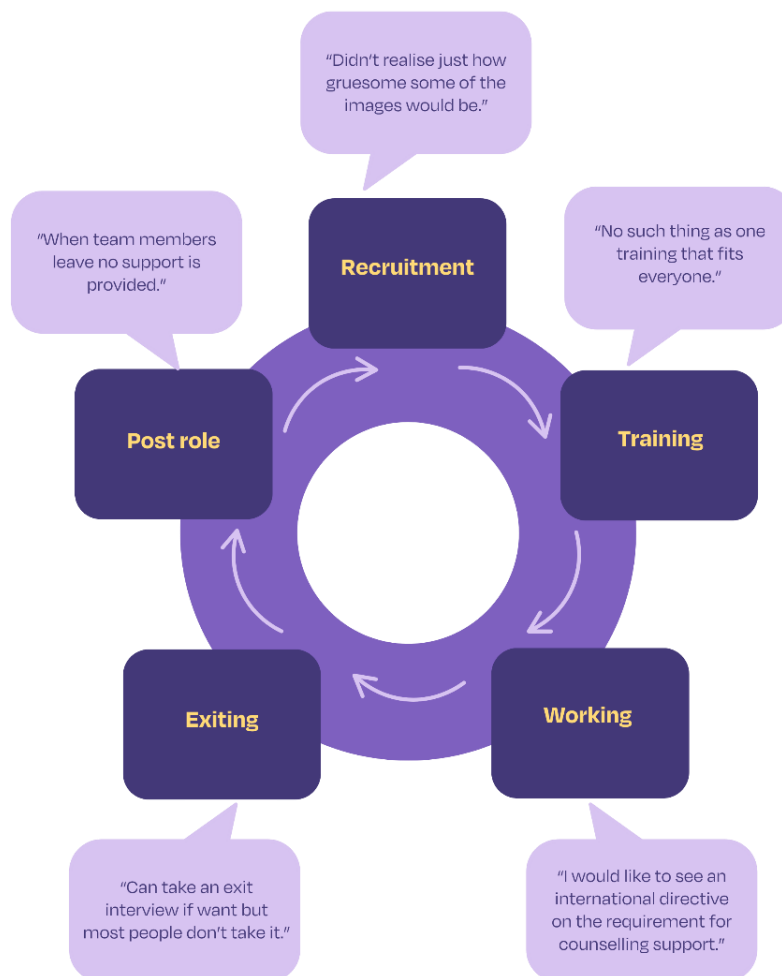 “Didn’t realise just how
gruesome some of the
images would be.”
Recruitment
“No such thing as one
training that fits
everyone.”
Training
Working
“I would like to see an
international directive
on the requirement for
counselling support.”
Exiting
“Can take an exit
interview if want but
most people don’t take it.”
Post role
“When team members
leave no support is
provided.”